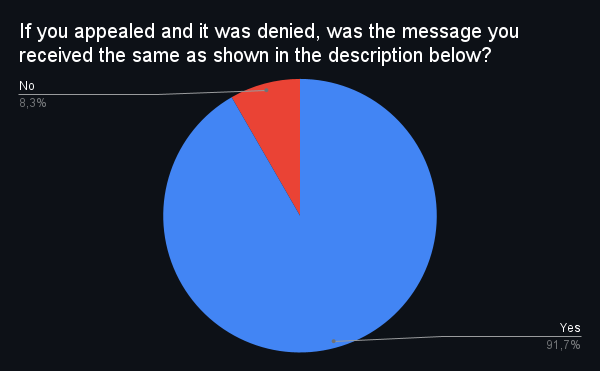 If you appealed and it was denied, was the message you
received the same as shown in the description below?
No
8,3%
Yes
91,7%